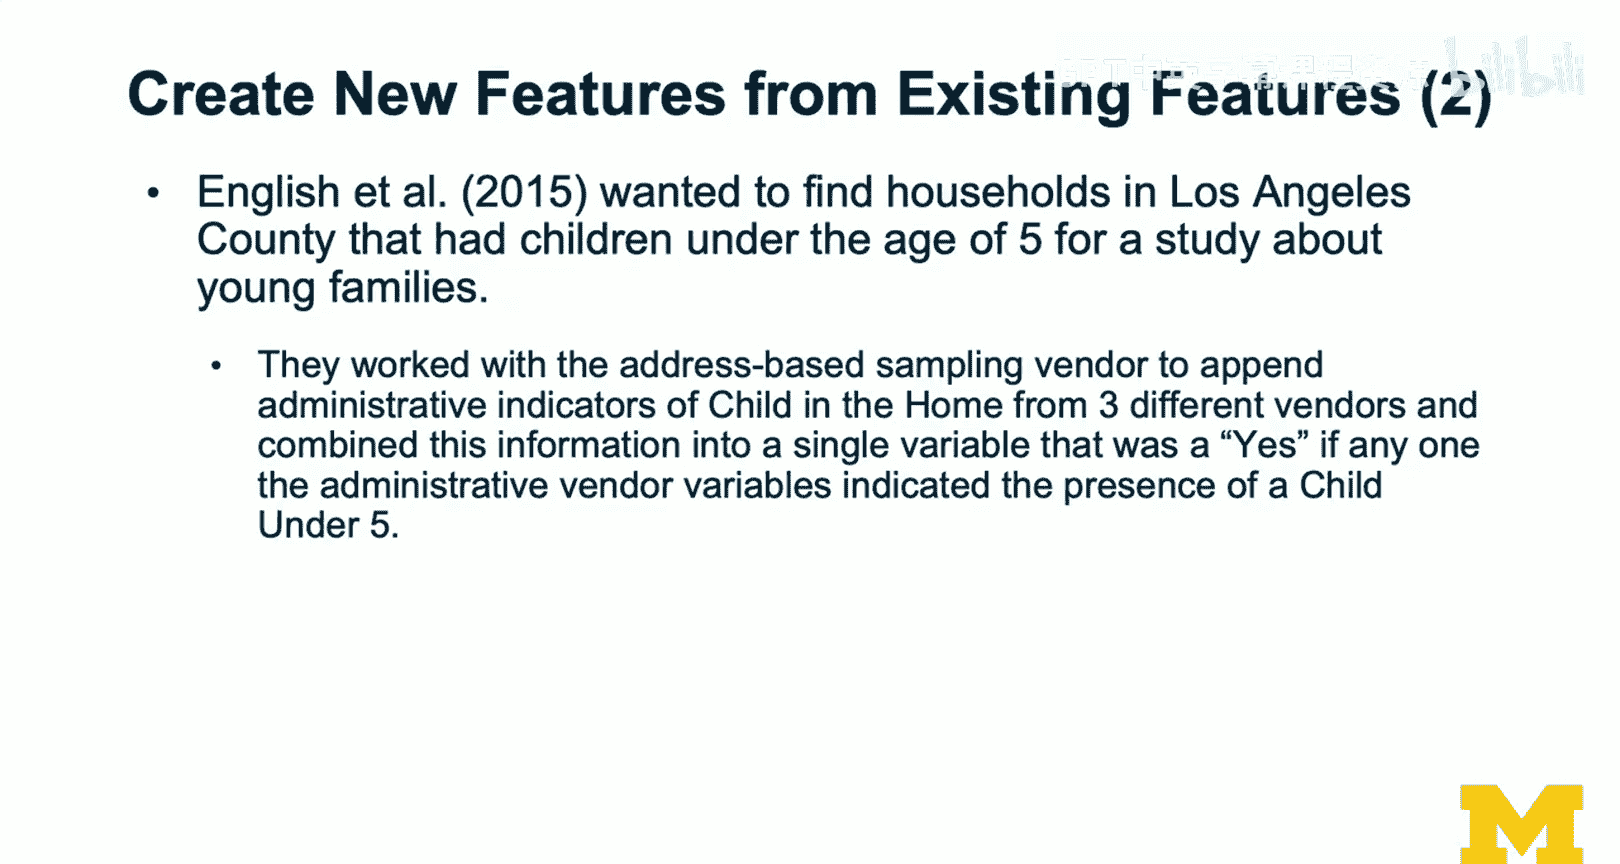 Create New Features from Existing Features (2)
bilibili
• English et al. (2015) wanted to find households in Los Angeles
County that had children under the age of 5 for a study about
young families.
• They worked with the address-based sampling vendor to append
administrative indicators of Child in the Home from 3 different vendors and
combined this information into a single variable that was a “Yes” if any one
the administrative vendor variables indicated the presence of a Child
Under 5.
M